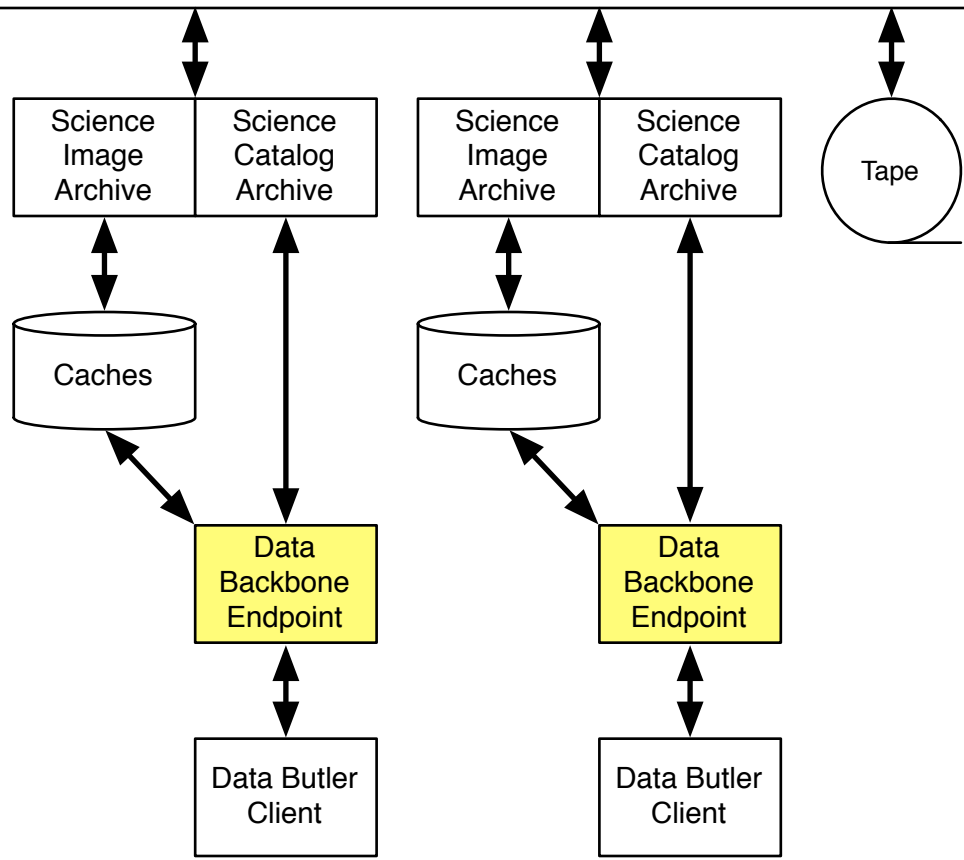 Science
Image
Archive
Science
Catalog
Archive
Science
Image
Archive
Science
Catalog
Archive
Tape
Caches
Caches
Data
Backbone
Endpoint
Data
Backbone
Endpoint
Data Butler
Client
Data Butler
Client